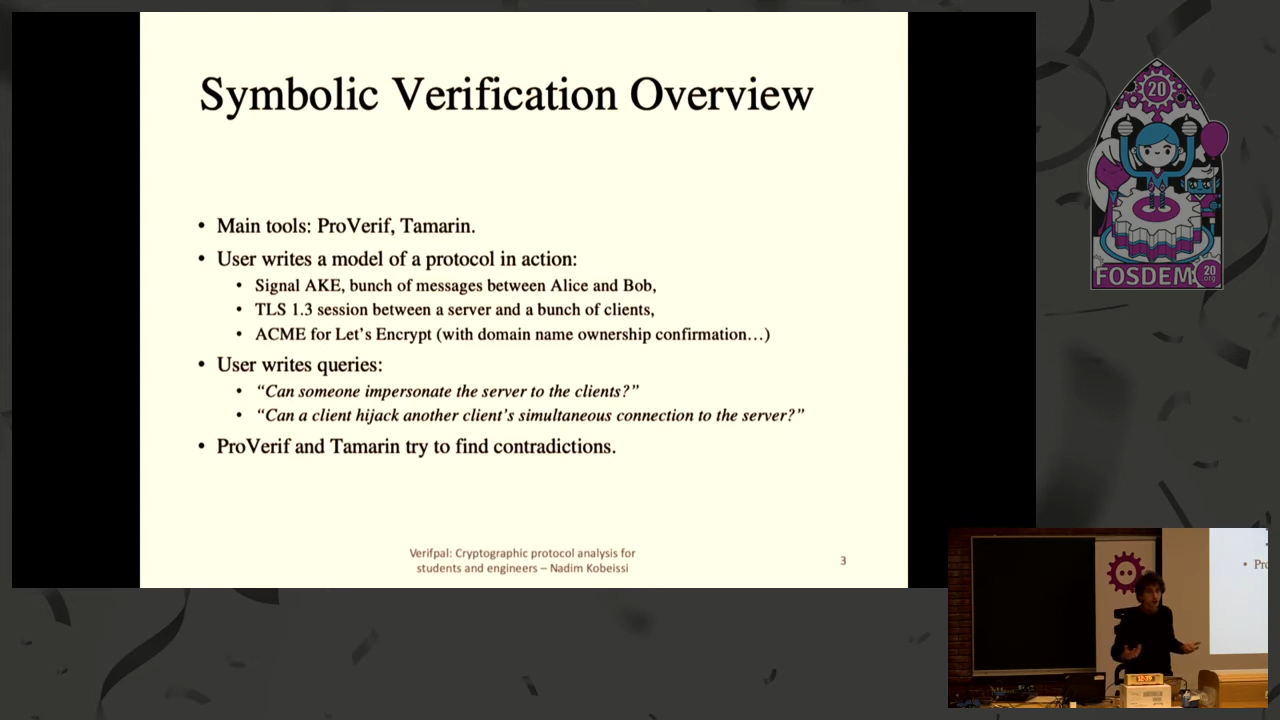 Symbolic Verification Overview
• Main tools: ProVerif, Tamarin.
• User writes a model of a protocol in action:
• Signal AKE, bunch of messages between Alice and Bob,
• TLS 1.3 session between a server and a bunch of clients,
• ACME for Let’s Encrypt (with domain name ownership confirmation…)
• User writes queries:
• “Can someone impersonate the server to the clients?”
• “Can a client hijack another client’s simultaneous connection to the server?”
• ProVerif and Tamarin try to find contradictions.
Verifpal: Cryptographic protocol analysis for
students and engineers – Nadim Kobeissi
3
20
FOSDEM
20
org
• Pro